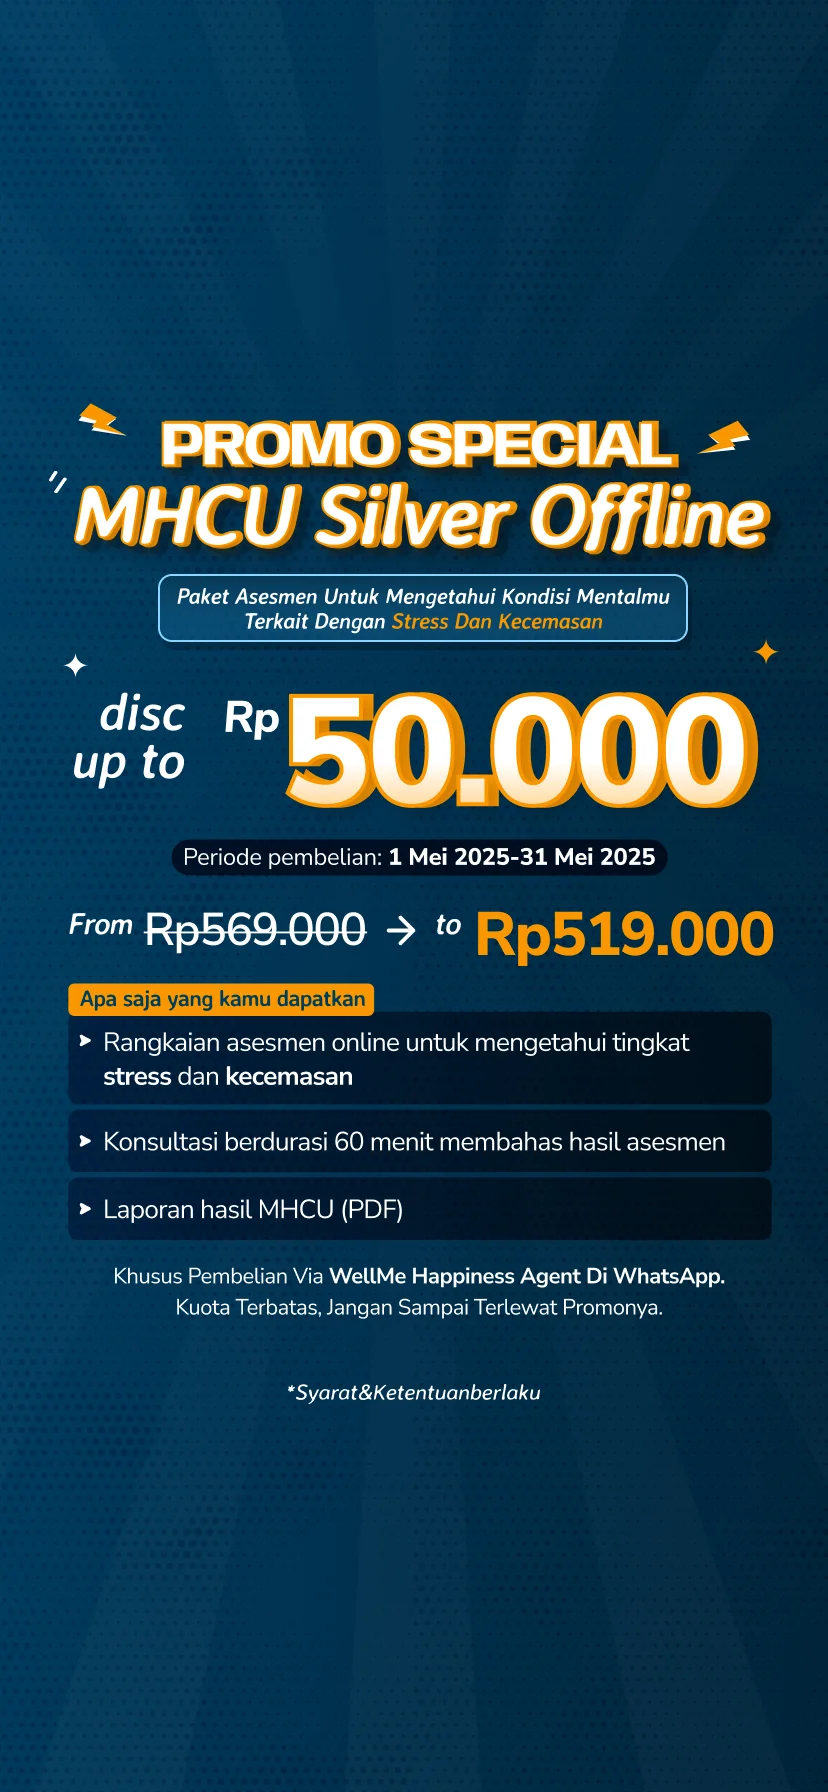 PROMO SPECIAL
MHCU Silver Offline
Paket Asesmen Untuk Mengetahui Kondisi Mentalmu
Terkait Dengan Stress Dan Kecemasan
disc up to Rp50.000
Periode pembelian: 1 Mei 2025-31 Mei 2025
From Rp569.000 → to Rp519.000
Apa saja yang kamu dapatkan
Rangkaian asesmen online untuk mengetahui tingkat
stress dan kecemasan
Konsultasi berdurasi 60 menit membahas hasil asesmen
Laporan hasil MHCU (PDF)
Khusus Pembelian Via WellMe Happiness Agent Di WhatsApp.
Kuota Terbatas, Jangan Sampai Terlewat Promonya.
*Syarat&Ketentuanberlaku